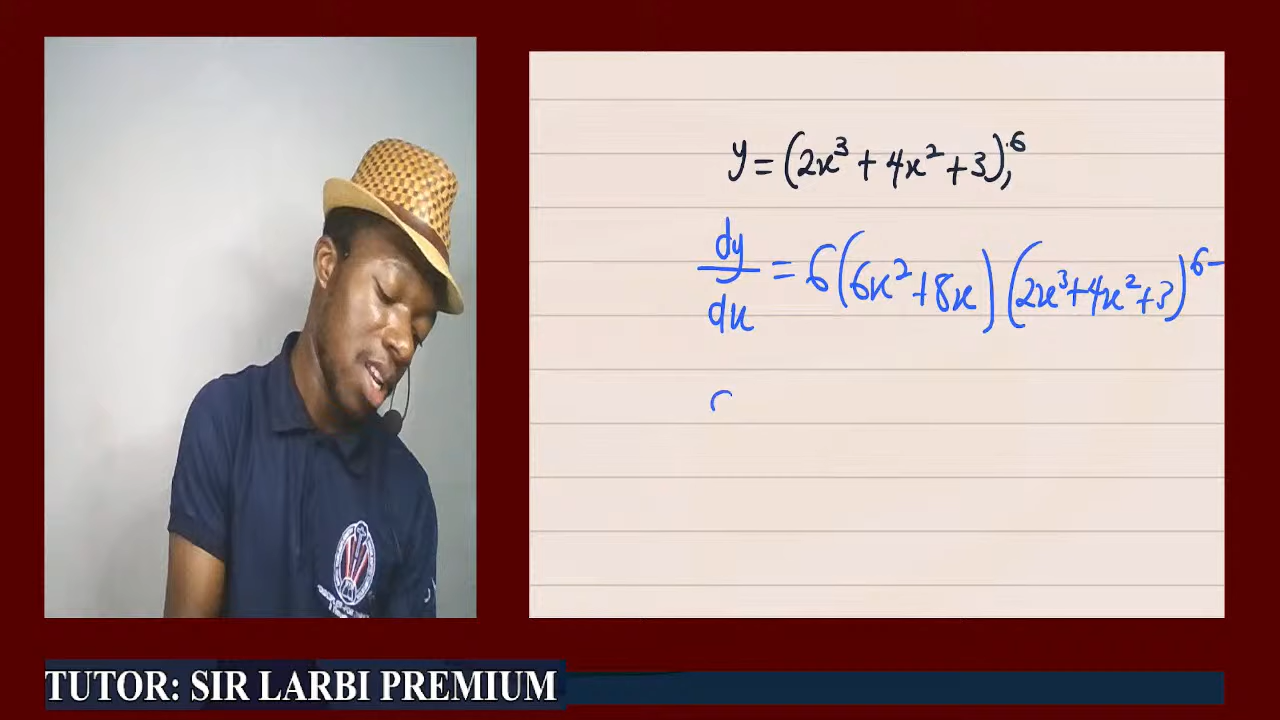 y = (2x³ + 4x² + 3)⁶,
dy/dx = 6(6x² + 8x)(2x³ + 4x² + 3)⁶⁻
TUTOR: SIR LARBI PREMIUM